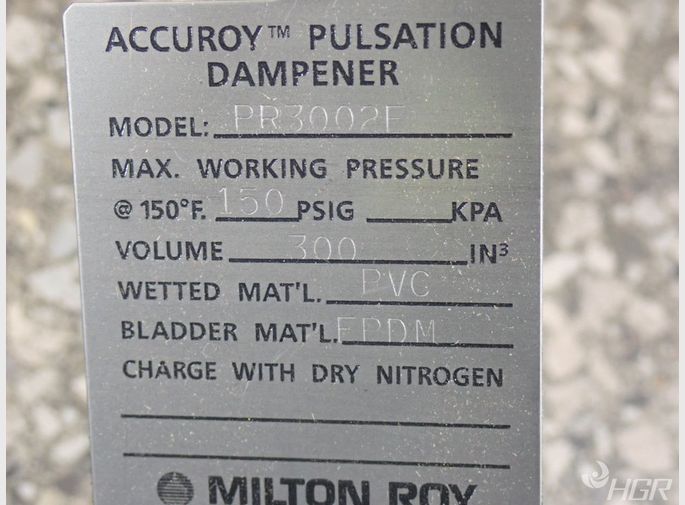 ACCUROY™ PULSATION
DAMPENER
MODEL: PR3002E
MAX. WORKING PRESSURE
@ 150°F. 150 PSIG ____ KPA
VOLUME 300 IN³
WETTED MAT'L. PVC
BLADDER MAT'L. EPDM
CHARGE WITH DRY NITROGEN
MILTON ROY
HGR